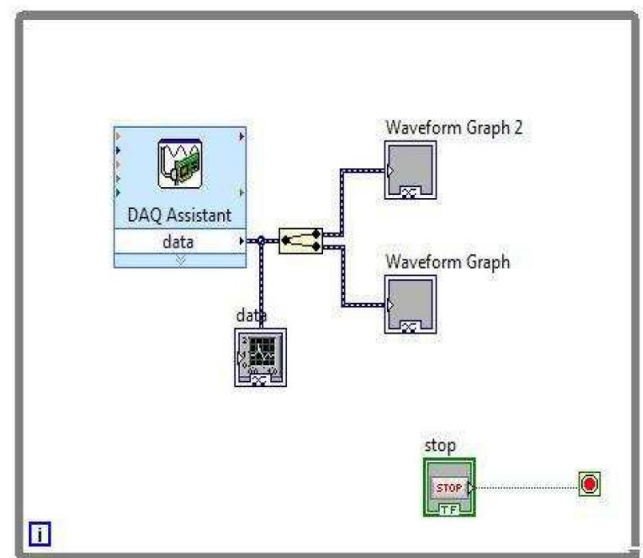 Waveform Graph 2
DAQ Assistant
data
Waveform Graph
data
stop
STOP
TF
i